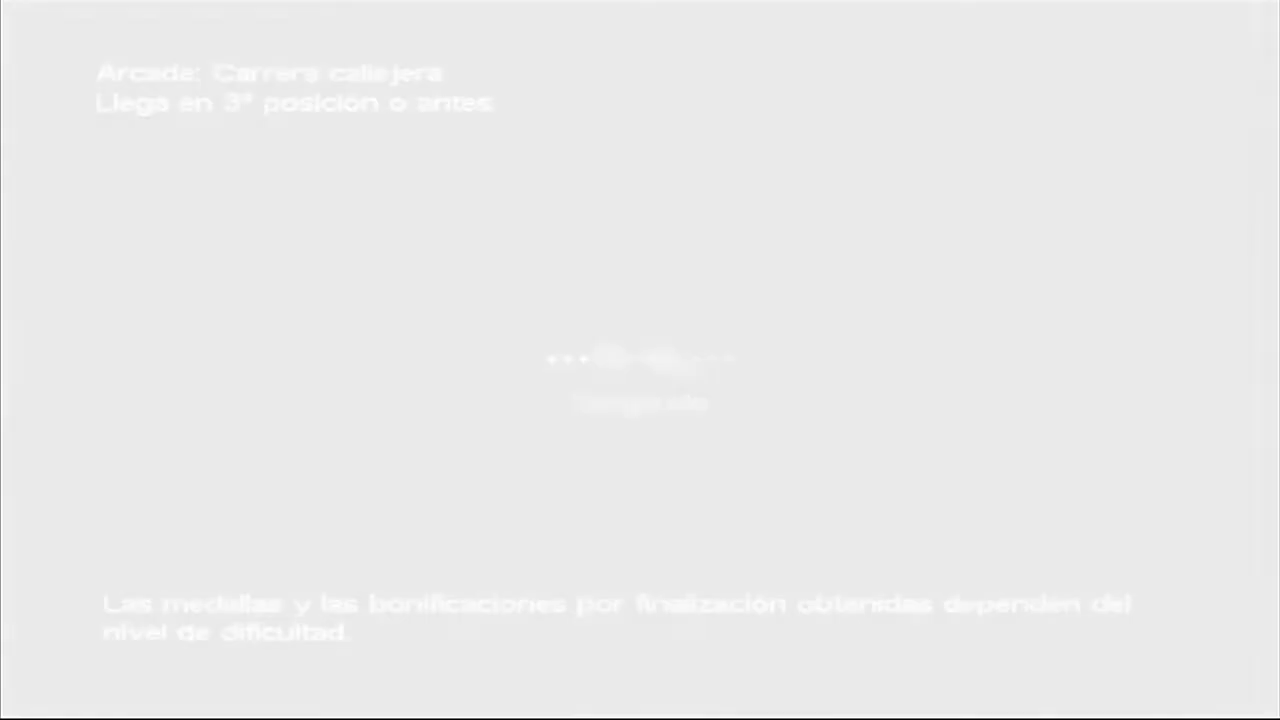 Arcade: Carrera callejera
Llega en 3ª posición o antes
Las medallas y las bonificaciones por finalización obtenidas dependen del
nivel de dificultad.